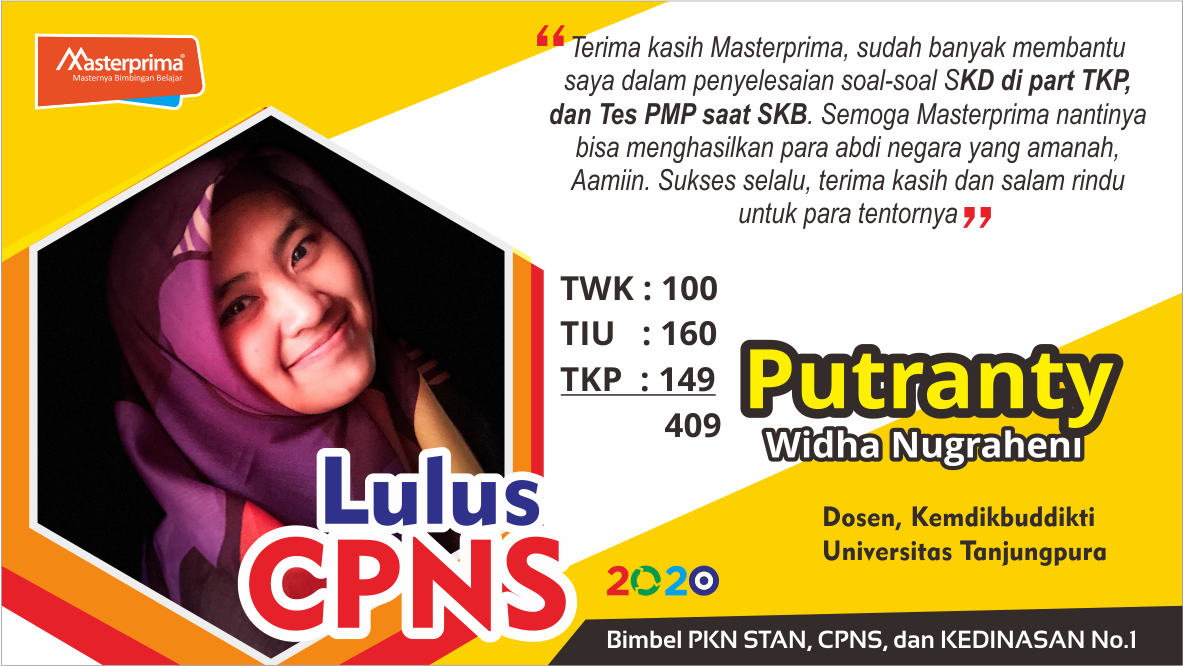 Masterprima®
Masternya Bimbingan Belajar
“ Terima kasih Masterprima, sudah banyak membantu
saya dalam penyelesaian soal-soal SKD di part TKP,
dan Tes PMP saat SKB. Semoga Masterprima nantinya
bisa menghasilkan para abdi negara yang amanah,
Aamiin. Sukses selalu, terima kasih dan salam rindu
untuk para tentornya ”
TWK : 100
TIU : 160
TKP : 149
409
Putranty
Widha Nugraheni
Lulus
CPNS
Dosen, Kemdikbuddikti
Universitas Tanjungpura
2020
Bimbel PKN STAN, CPNS, dan KEDINASAN No.1